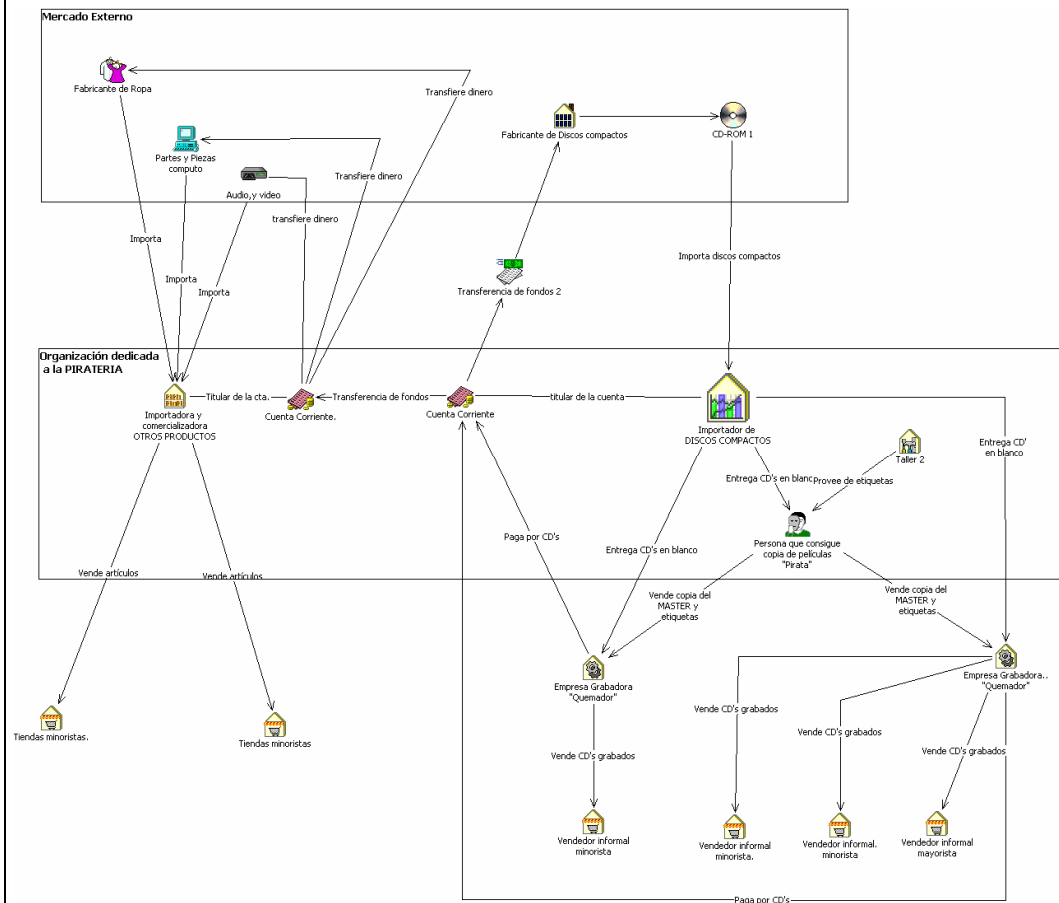 Mercado Externo
Fabricante de Ropa
Transfiere dinero
Fabricante de Discos compactos
CD-ROM 1
Partes y Piezas
computo
Transfiere dinero
Audio,y video
transfiere dinero
Importa
Importa discos compactos
Importa
Importa
Transferencia de fondos 2
Organización dedicada
a la PIRATERIA
Titular de la cta.
Transferencia de fondos
titular de la cuenta
Importadora y
comercializadora
OTROS PRODUCTOS
Cuenta Corriente.
Cuenta Corriente
Importador de
DISCOS COMPACTOS
Entrega CD'
en blanco
Taller 2
Entrega CD's en blanc
Provee de etiquetas
Paga por CD's
Entrega CD's en blanco
Persona que consigue
copia de películas
"Pirata"
Vende artículos
Vende artículos
Vende copia del
MASTER y
etiquetas
Vende copia del
MASTER y
etiquetas
Empresa Grabadora
"Quemador"
Empresa Grabadora..
"Quemador"
Tiendas minoristas.
Tiendas minoristas
Vende CD's grabados
Vende CD's grabados
Vende CD's grabados
Vende CD's grabados
Vendedor informal
minorista
Vendedor informal
minorista.
Vendedor informal.
minorista
Vendedor informal
mayorista
Paga por CD's